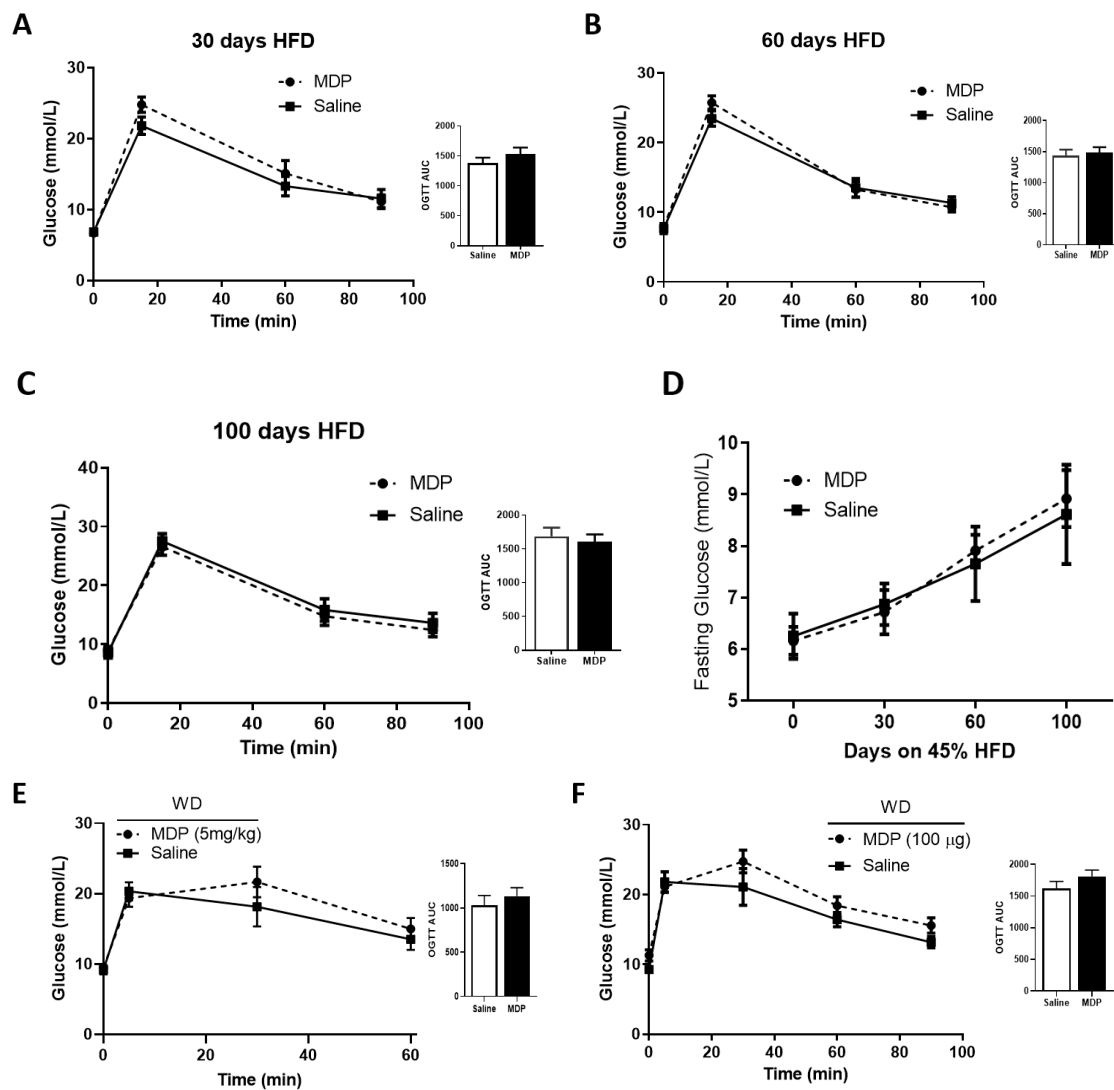 A
30 days HFD
MDP
Saline
Glucose (mmol/L)
30
20
10
0
0 20 40 60 80 100
Time (min)
OGTT AUC
2000
1500
1000
500
0
Saline MDP
B
60 days HFD
MDP
Saline
Glucose (mmol/L)
30
20
10
0
0 20 40 60 80 100
Time (min)
OGTT AUC
2000
1500
1000
500
0
Saline MDP
C
100 days HFD
MDP
Saline
Glucose (mmol/L)
40
30
20
10
0
0 20 40 60 80 100
Time (min)
OGTT AUC
2000
1500
1000
500
0
Saline MDP
D
MDP
Saline
Fasting Glucose (mmol/L)
10
9
8
7
6
5
0 30 60 100
Days on 45% HFD
E
WD
MDP (5mg/kg)
Saline
Glucose (mmol/L)
30
20
10
0
0 20 40 60
Time (min)
OGTT AUC
1500
1000
500
0
Saline MDP
F
WD
MDP (100 μg)
Saline
Glucose (mmol/L)
30
20
10
0
0 20 40 60 80 100
Time (min)
OGTT AUC
2000
1500
1000
500
0
Saline MDP